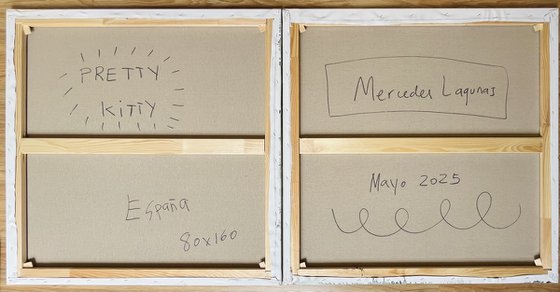 PRETTY
KITTY
España
80x160
Mercedes Lagunas
Mayo 2025